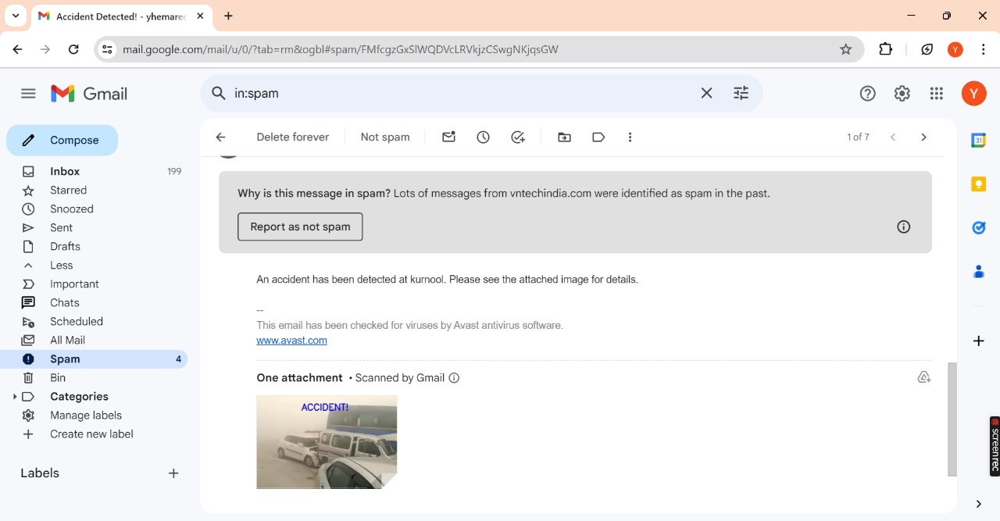 Accident Detected! - yhemared
mail.google.com/mail/u/0/?tab=rm&ogbl#spam/FMfcgzGxSlWQDVcLRVkjzCSwgNKjqsGW
Y
Gmail
in:spam
Y
Compose
Delete forever
Not spam
1 of 7
31
Inbox 199
Starred
Snoozed
Sent
Drafts
Less
Important
Chats
Scheduled
All Mail
Spam 4
Bin
Categories
Manage labels
Create new label
Labels
Why is this message in spam? Lots of messages from vntechindia.com were identified as spam in the past.
Report as not spam
An accident has been detected at kurnool. Please see the attached image for details.
--
This email has been checked for viruses by Avast antivirus software.
www.avast.com
One attachment • Scanned by Gmail
ACCIDENT!
screenrec